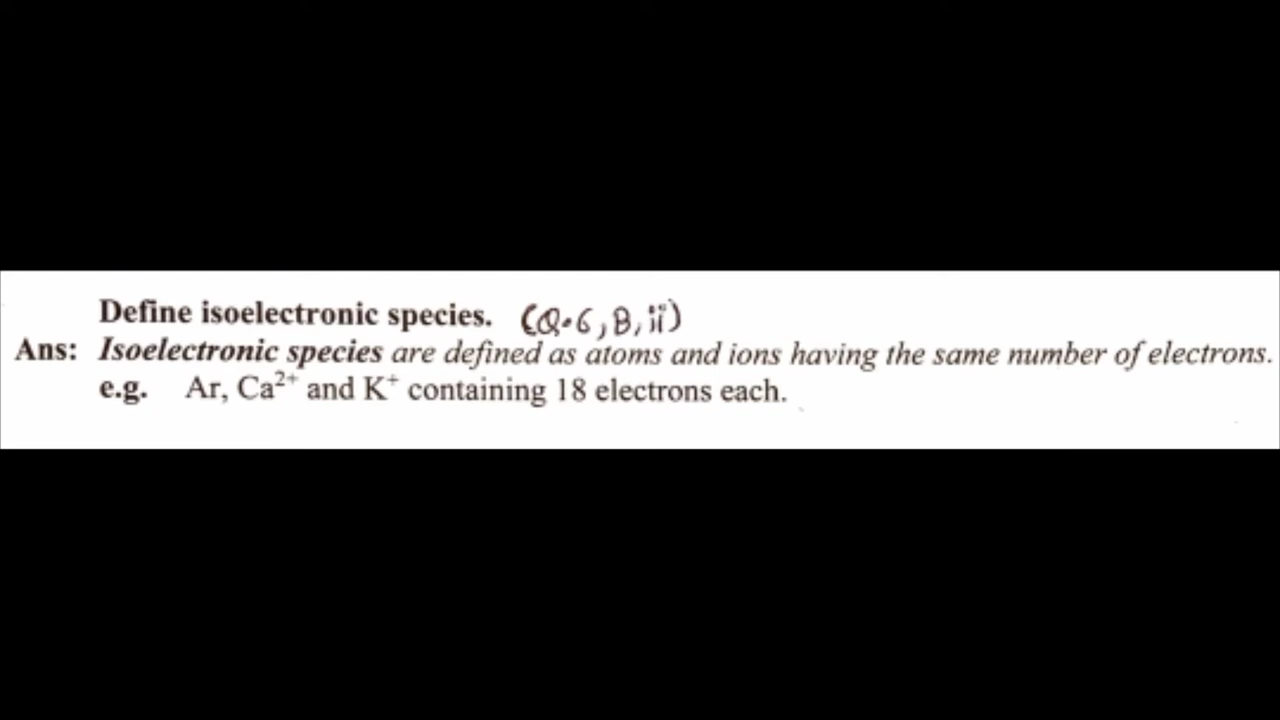 Define isoelectronic species. (Q.6, B, ii)
Ans: Isoelectronic species are defined as atoms and ions having the same number of electrons.
e.g. Ar, Ca²⁺ and K⁺ containing 18 electrons each.